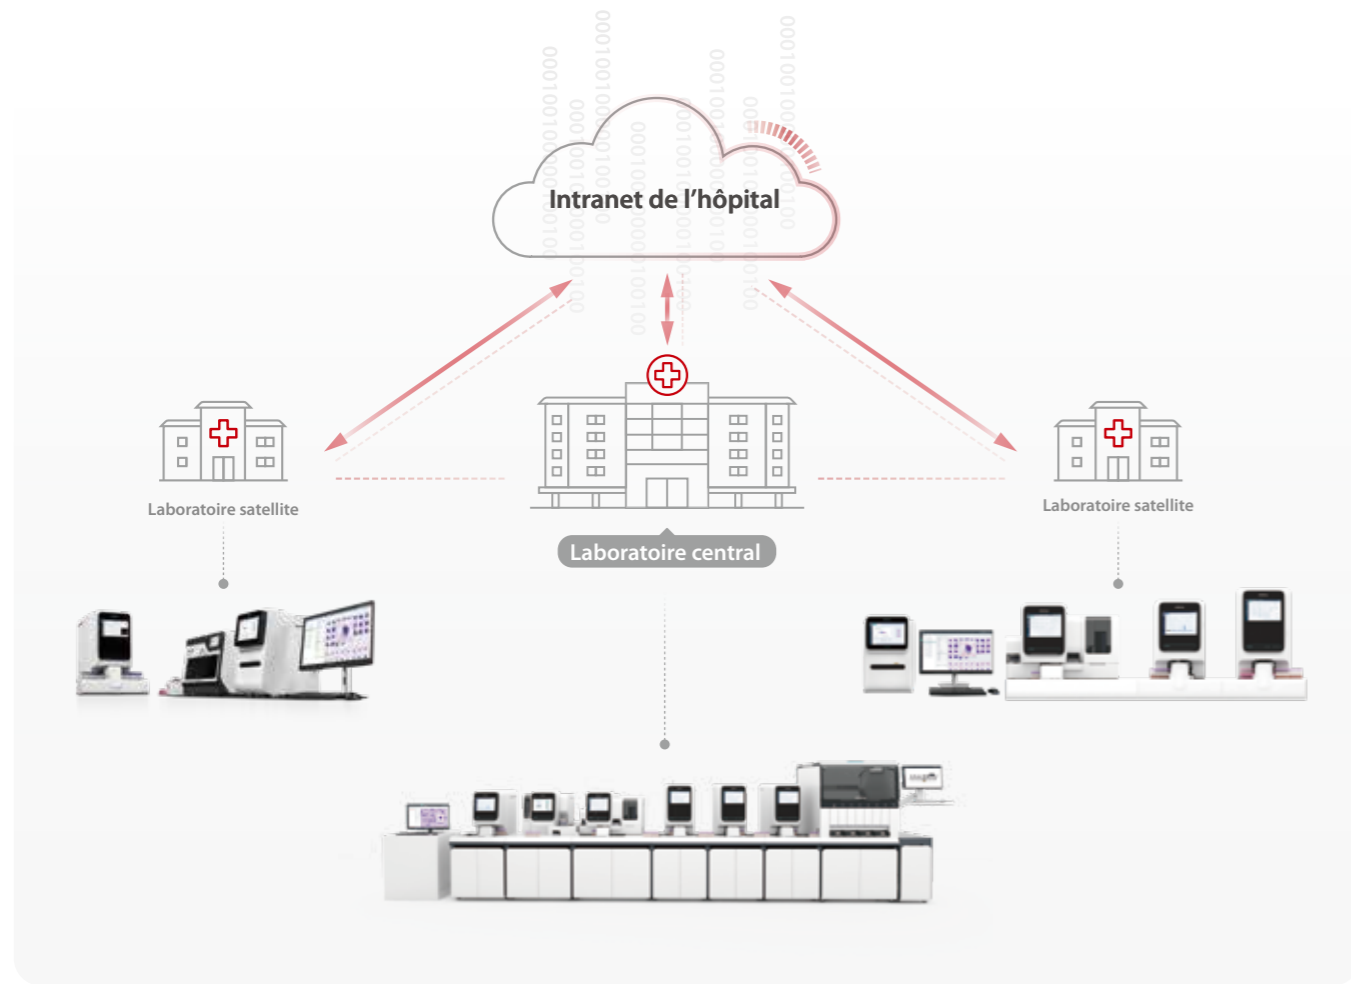 Intranet de l’hôpital
Laboratoire satellite
Laboratoire satellite
Laboratoire central